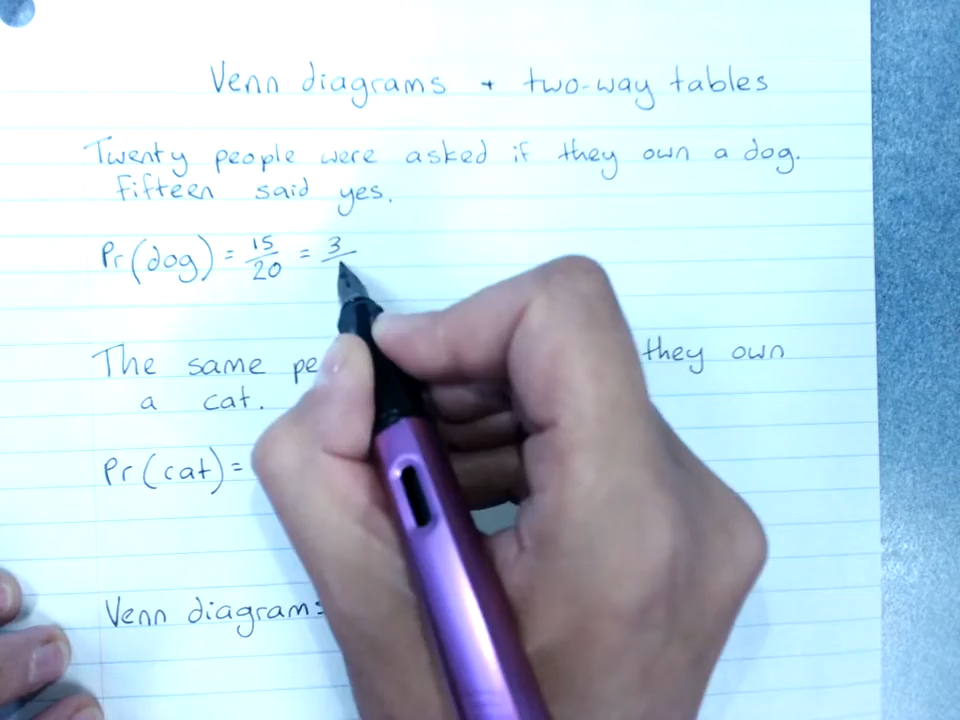 Venn diagrams + two-way tables
Twenty people were asked if they own a dog.
Fifteen said yes.
Pr(dog) = 15/20 = 3/
The same pe they own
a cat.
Pr(cat) =
Venn diagram: